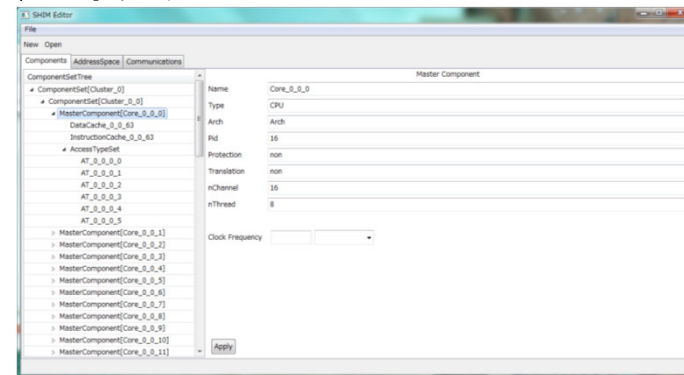 SHIM Editor
File
New Open
Components AddressSpace Communications
ComponentSetTree
ComponentSet[Cluster_0]
ComponentSet[Cluster_0_0]
MasterComponent[Core_0_0_0]
DataCache_0_0_63
InstructionCache_0_0_63
AccessTypeSet
AT_0_0_0_0
AT_0_0_0_1
AT_0_0_0_2
AT_0_0_0_3
AT_0_0_0_4
AT_0_0_0_5
MasterComponent[Core_0_0_1]
MasterComponent[Core_0_0_2]
MasterComponent[Core_0_0_3]
MasterComponent[Core_0_0_4]
MasterComponent[Core_0_0_5]
MasterComponent[Core_0_0_6]
MasterComponent[Core_0_0_7]
MasterComponent[Core_0_0_8]
MasterComponent[Core_0_0_9]
MasterComponent[Core_0_0_10]
MasterComponent[Core_0_0_11]
Master Component
Name Core_0_0_0
Type CPU
Arch Arch
Pid 16
Protection non
Translation non
nChannel 16
nThread 8
Clock Frequency
Apply